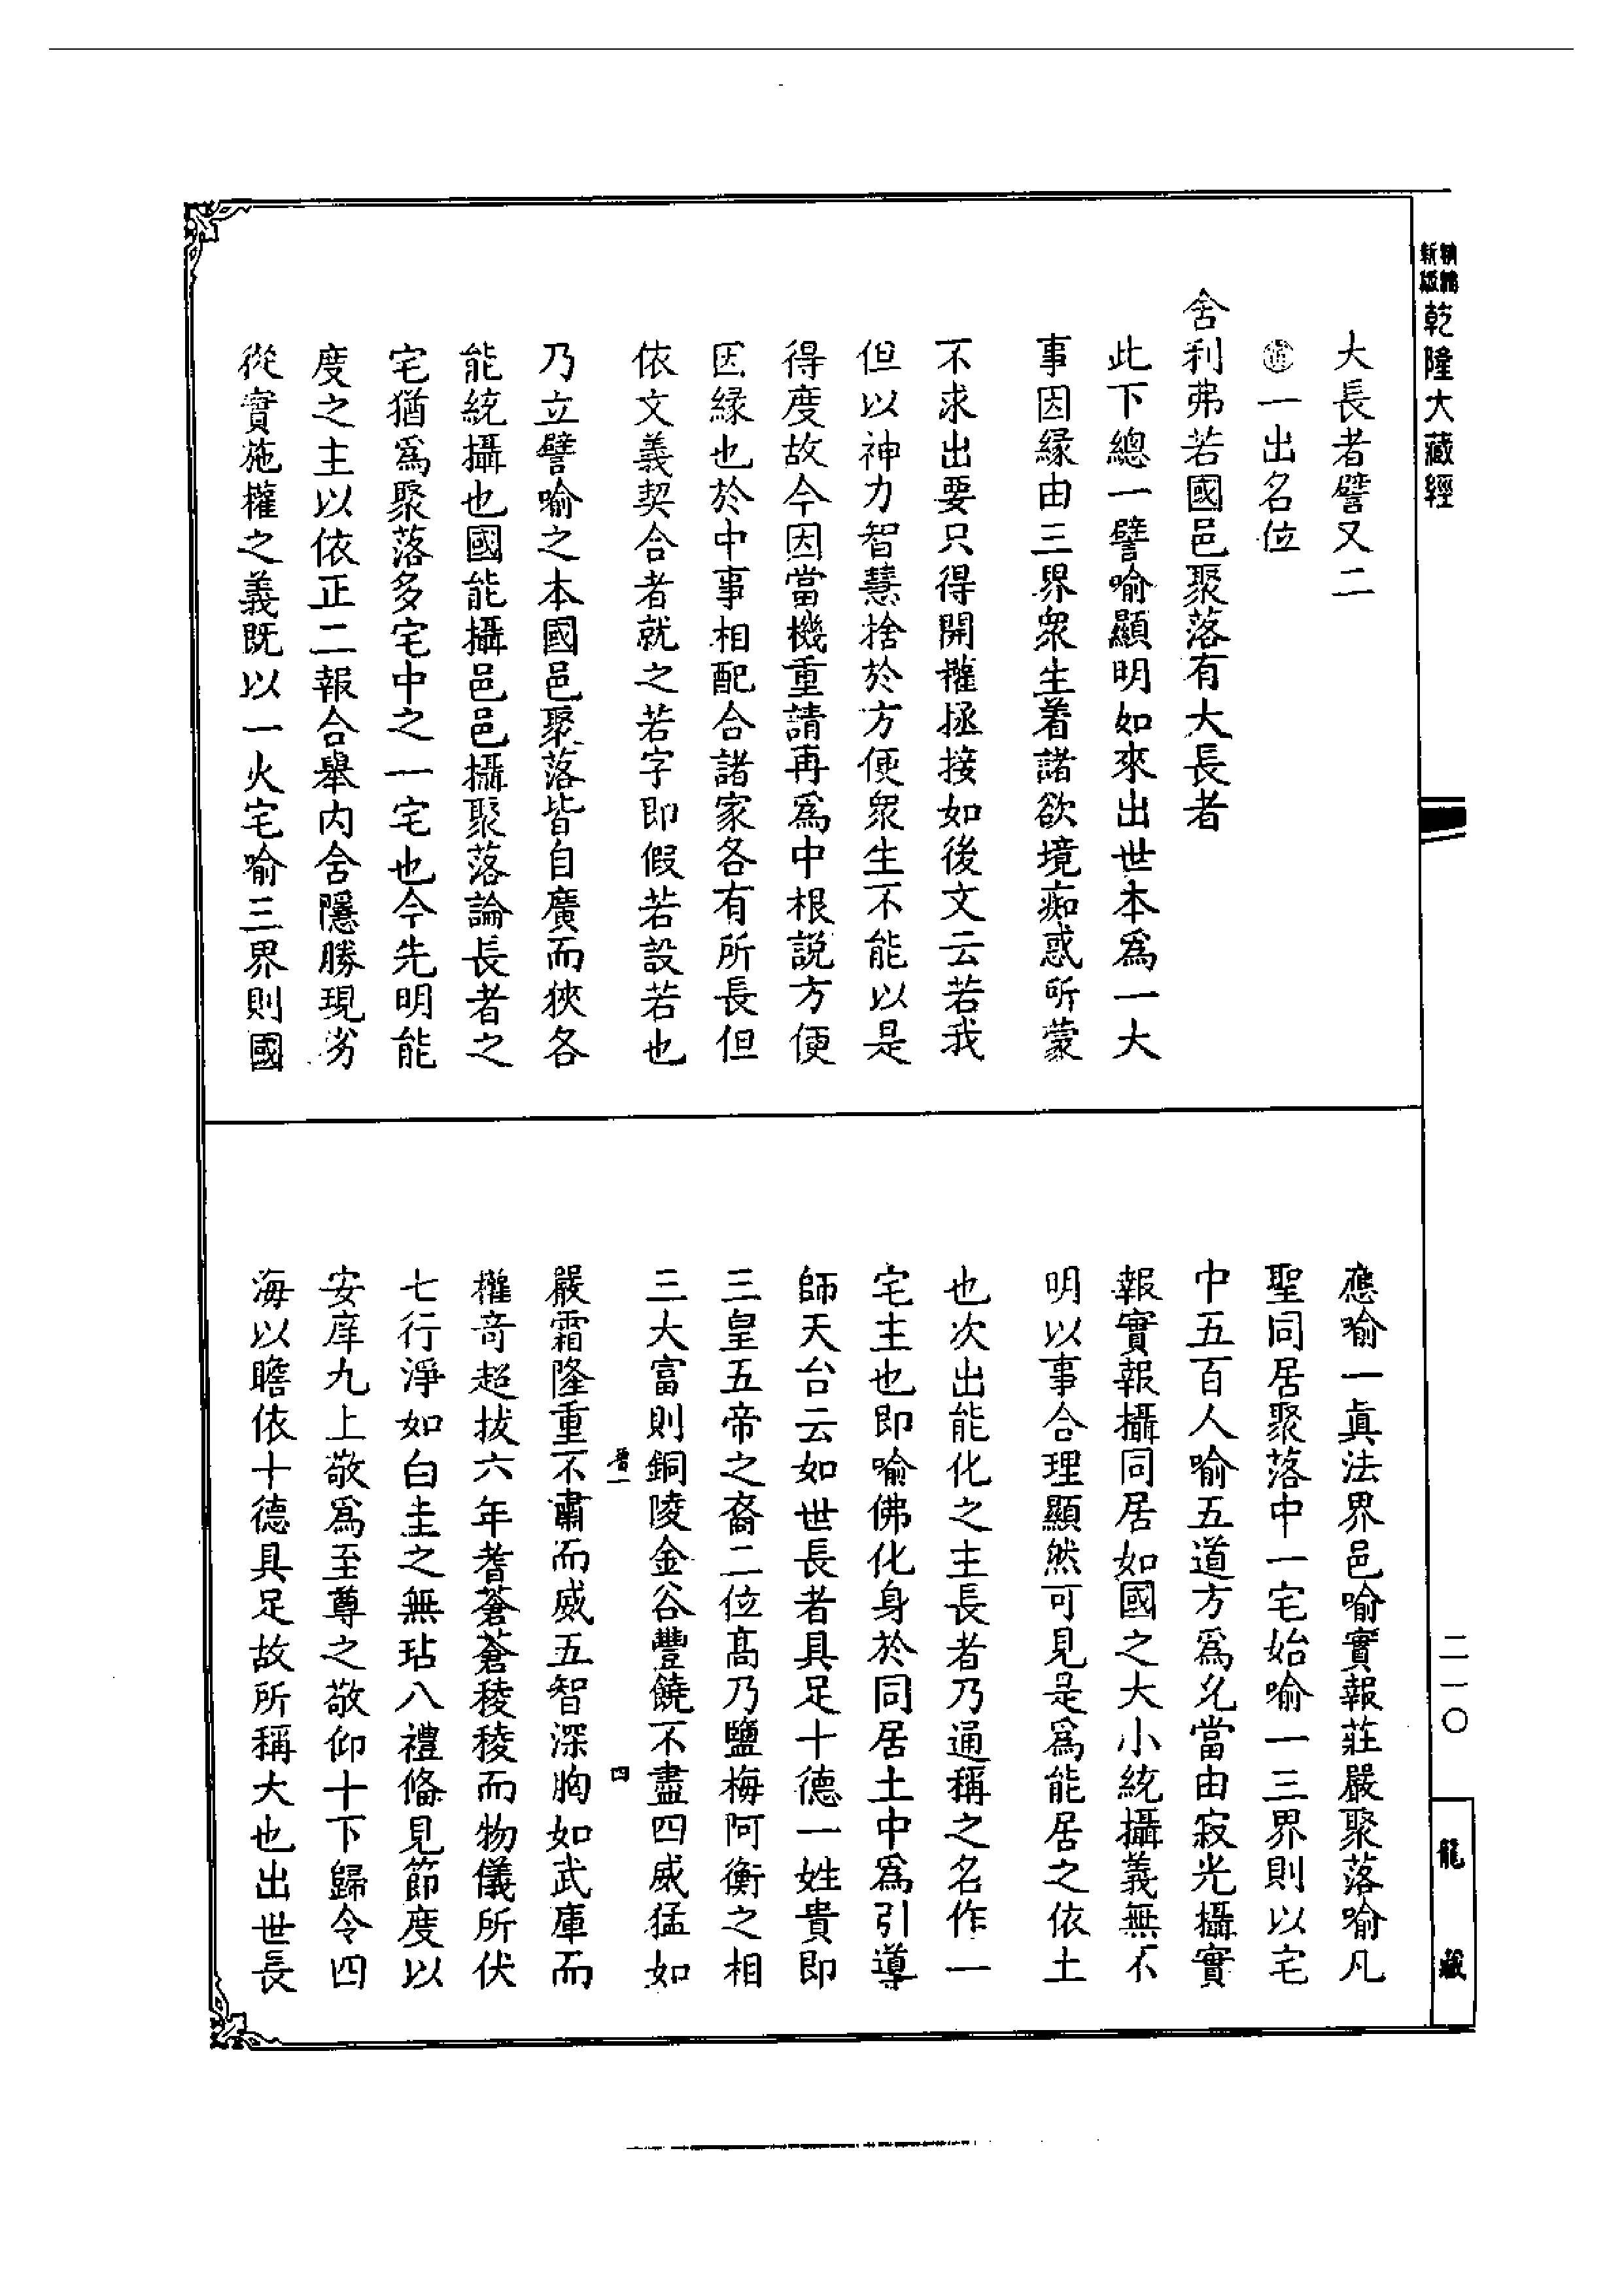 新版
精縮
乾隆大藏經
大長者譬又二
一出名位
舍利弗若國邑聚落有大長者
此下總一譬喻顯明如來出世本爲一大
事因緣由三界衆生着諸欲境痴惑所蒙
不求出要只得開權拯接如後文云若我
但以神力智慧捨於方便衆生不能以是
得度故今因當機重請再爲中根說方便
因緣也於中事相配合諸家各有所長但
依文義契合者就之若字即假若設若也
乃立譬喻之本國邑聚落皆自廣而狹各
能統攝也國能攝邑邑攝聚落論長者之
宅猶爲聚落多宅中之一宅也今先明能
度之主以依正二報合舉内含隱勝現劣
從實施權之義既以一火宅喻三界則國
應喻一眞法界邑喻實報莊嚴聚落喻凡
聖同居聚落中一宅始喻一三界則以宅
中五百人喻五道方爲允當由寂光攝實
報實報攝同居如國之大小統攝義無不
明以事合理顯然可見是爲能居之依土
也次出能化之主長者乃通稱之名作一
宅主也即喻佛化身於同居土中爲引導
師天台云如世長者具足十德一姓貴即
三皇五帝之裔二位髙乃鹽梅阿衡之相
三大富則銅陵金谷豐饒不盡四威猛如
嚴霜隆重不肅而威五智深胸如武庫而
權奇超拔六年耆蒼蒼稜稜而物儀所伏
七行淨如白圭之無玷八禮俻見節度以
安庠九上敬爲至尊之敬仰十下歸令四
海以瞻依十德具足故所稱大也出世長
二一〇
龍藏